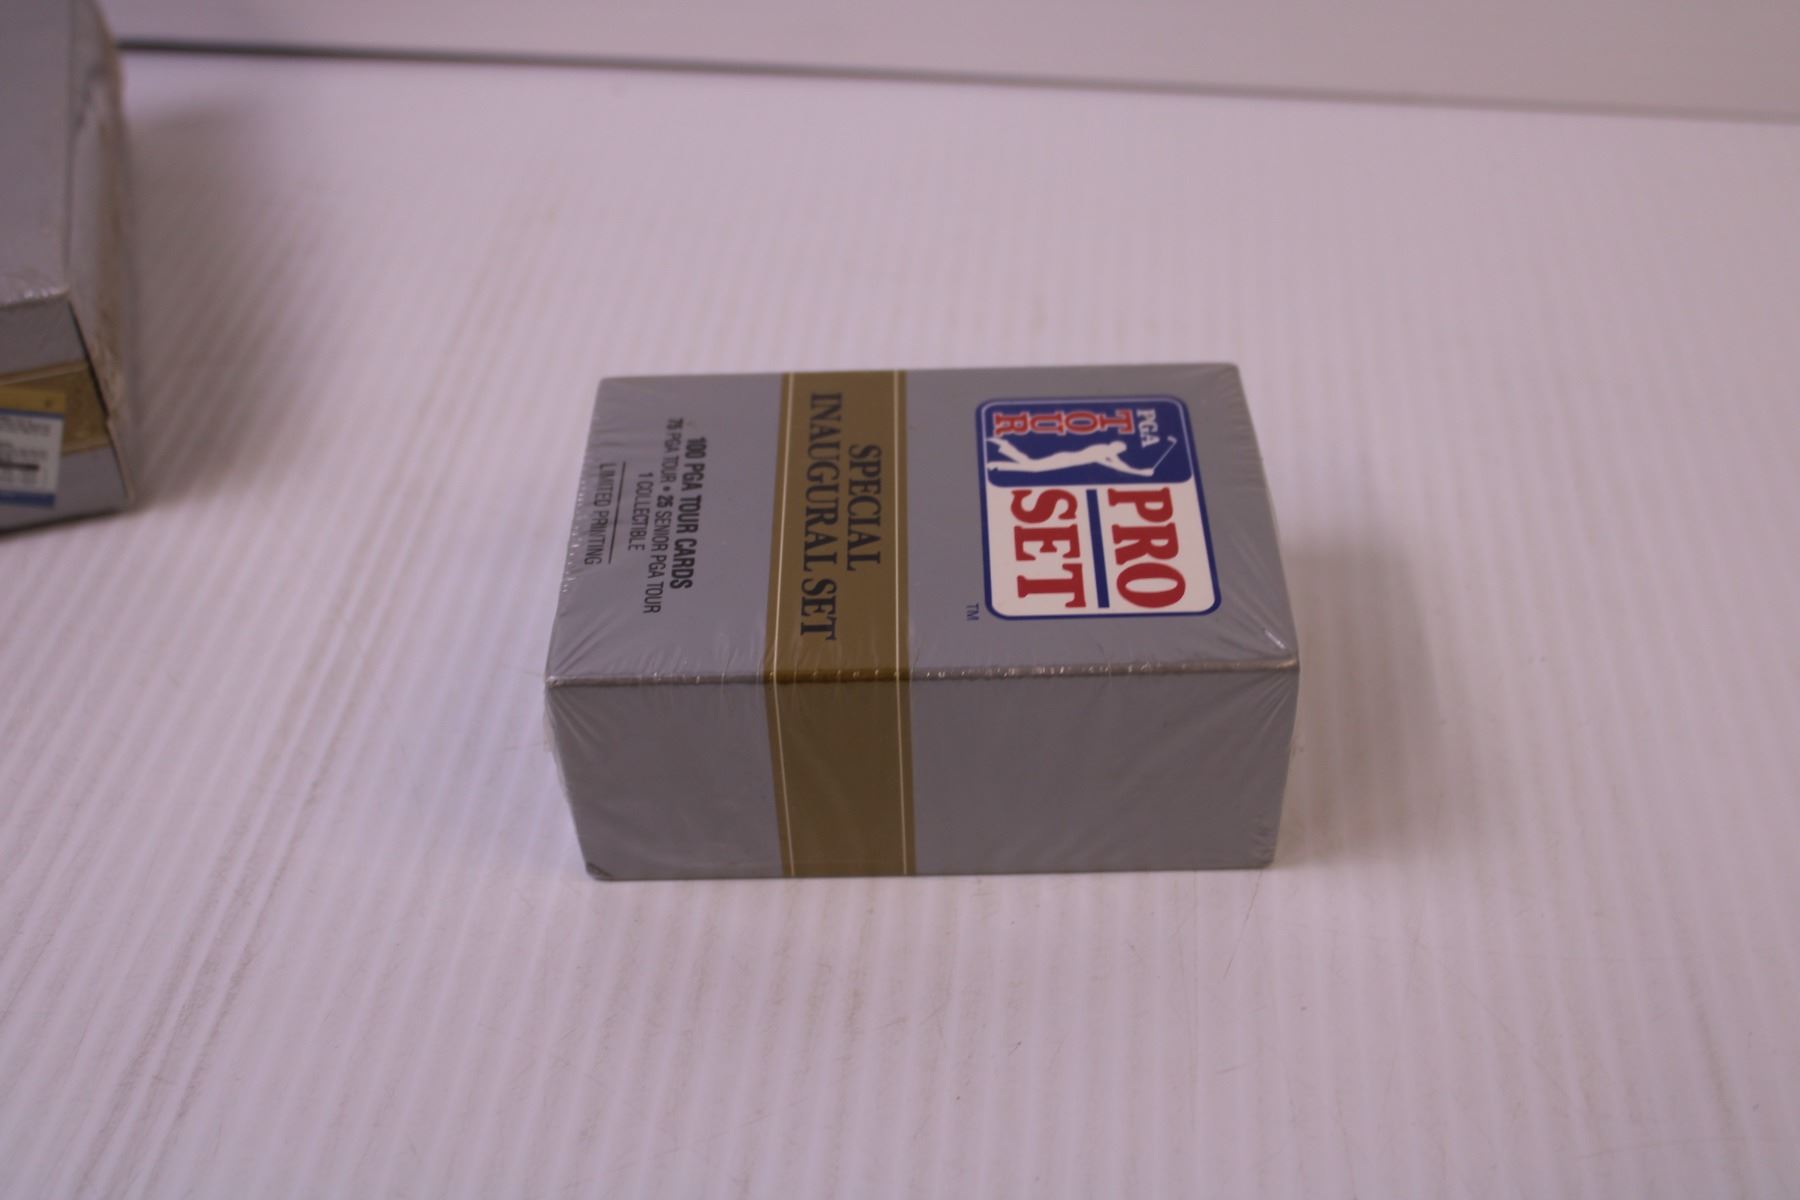 PGA
TOUR
PRO
SET
TM
SPECIAL
INAUGURAL SET
100 PGA TOUR CARDS
75 PGA TOUR • 25 SENIOR PGA TOUR
1 COLLECTIBLE
LIMITED PRINTING